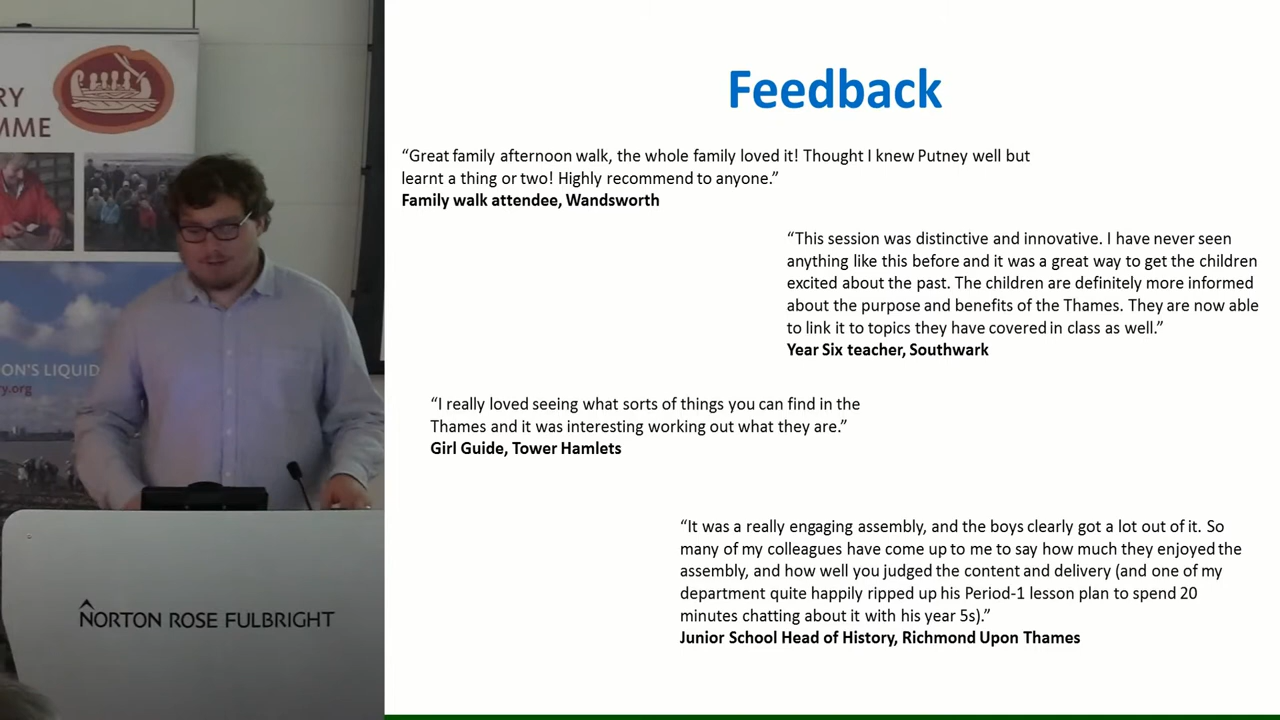 RY
MME
ON'S LIQUID
ry.org
NORTON ROSE FULBRIGHT
Feedback
“Great family afternoon walk, the whole family loved it! Thought I knew Putney well but
learnt a thing or two! Highly recommend to anyone.”
Family walk attendee, Wandsworth
“This session was distinctive and innovative. I have never seen
anything like this before and it was a great way to get the children
excited about the past. The children are definitely more informed
about the purpose and benefits of the Thames. They are now able
to link it to topics they have covered in class as well.”
Year Six teacher, Southwark
“I really loved seeing what sorts of things you can find in the
Thames and it was interesting working out what they are.”
Girl Guide, Tower Hamlets
“It was a really engaging assembly, and the boys clearly got a lot out of it. So
many of my colleagues have come up to me to say how much they enjoyed the
assembly, and how well you judged the content and delivery (and one of my
department quite happily ripped up his Period-1 lesson plan to spend 20
minutes chatting about it with his year 5s).”
Junior School Head of History, Richmond Upon Thames